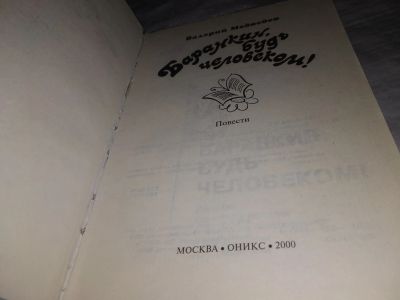 Валерий Медведев
Баранкин,
будь
человеком!
Повести
МОСКВА • ОНИКС • 2000